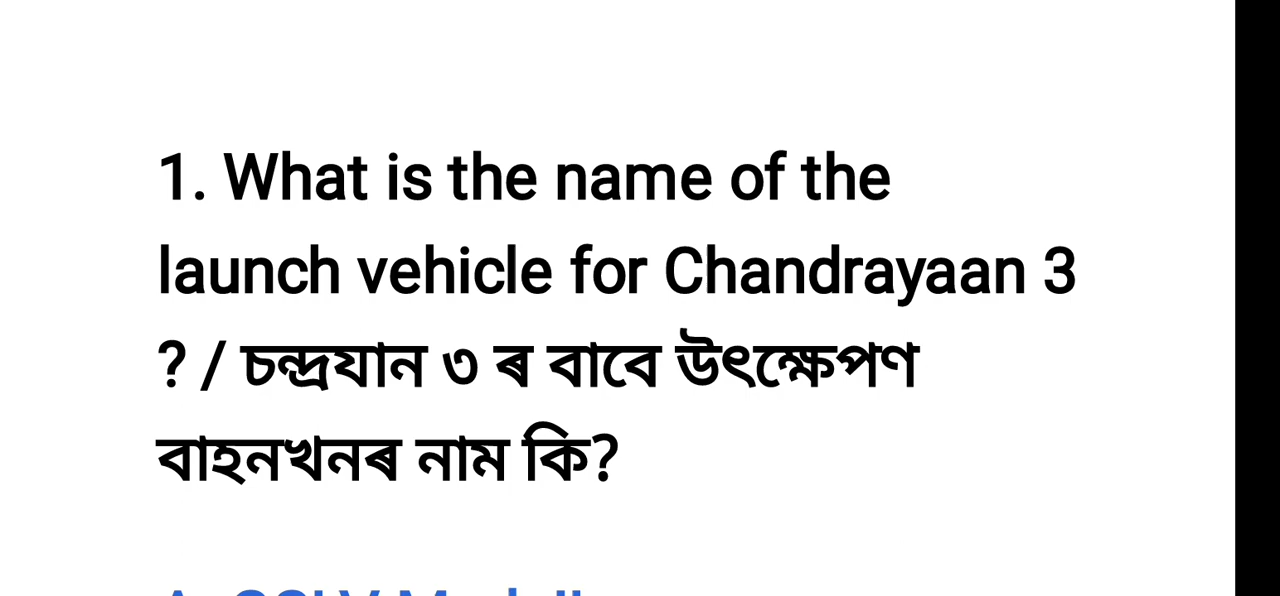 1. What is the name of the
launch vehicle for Chandrayaan 3
? / চন্দ্ৰযান ৩ ৰ বাবে উৎক্ষেপণ
বাহনখনৰ নাম কি?